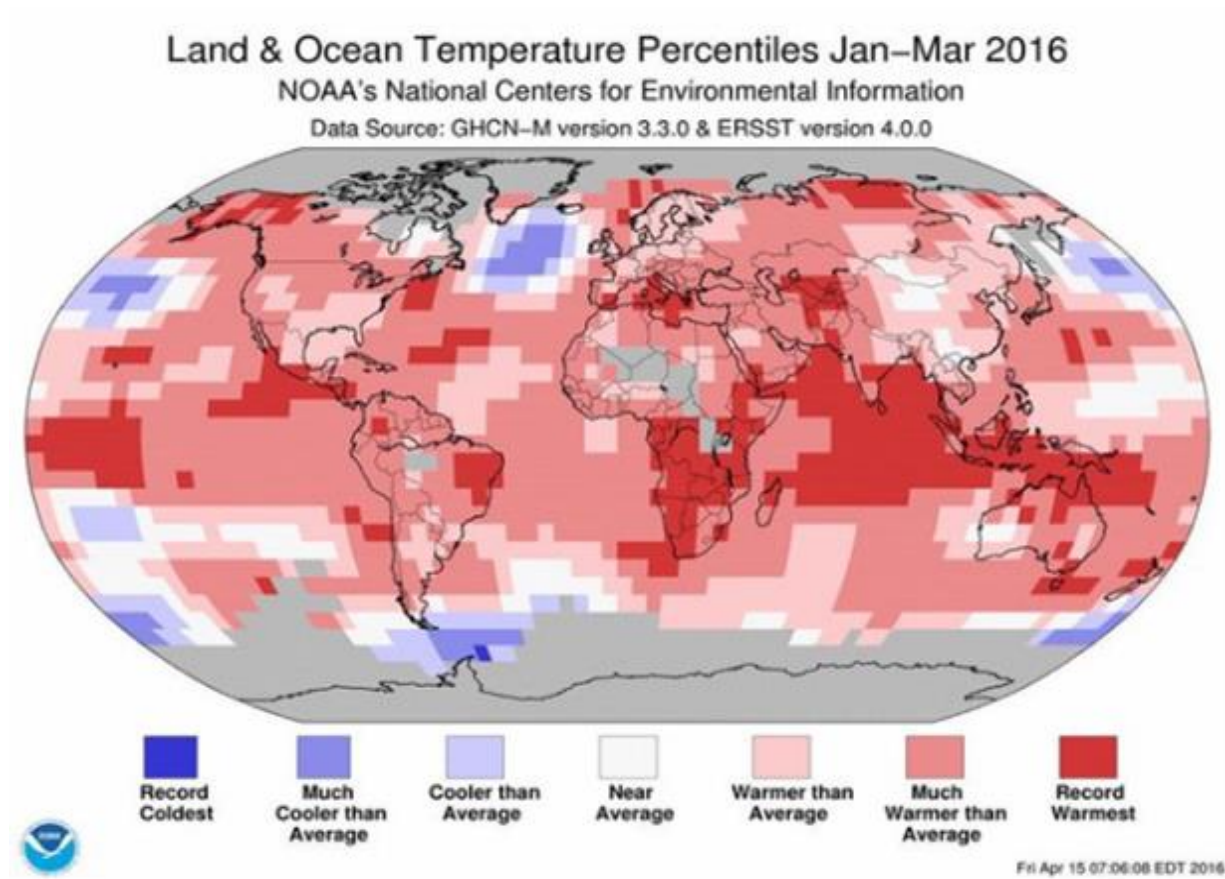 Land & Ocean Temperature Percentiles Jan–Mar 2016
NOAA's National Centers for Environmental Information
Data Source: GHCN–M version 3.3.0 & ERSST version 4.0.0
Record
Coldest
Much
Cooler than
Average
Cooler than
Average
Near
Average
Warmer than
Average
Much
Warmer than
Average
Record
Warmest
Fri Apr 15 07:06:08 EDT 2016